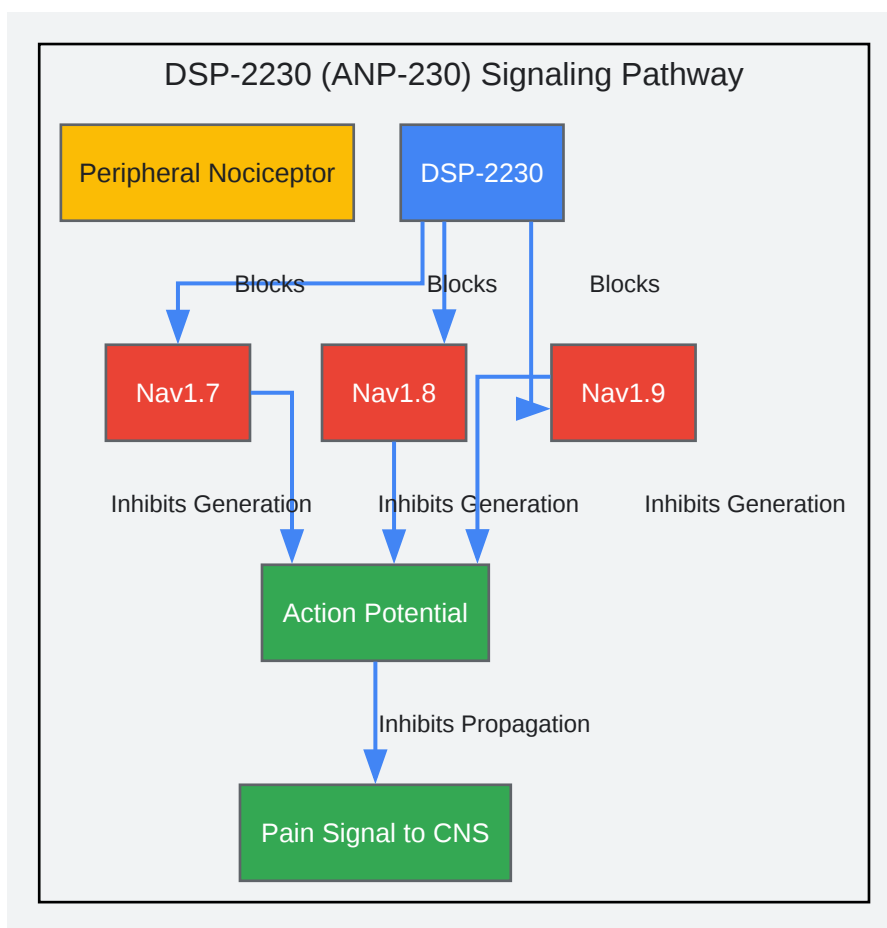 DSP-2230 (ANP-230) Signaling Pathway
Peripheral Nociceptor
DSP-2230
Blocks
Blocks
Blocks
Nav1.7
Nav1.8
Nav1.9
Inhibits Generation
Inhibits Generation
Inhibits Generation
Action Potential
Inhibits Propagation
Pain Signal to CNS